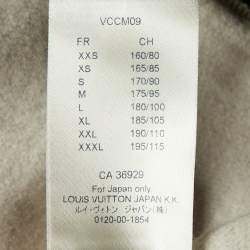 VCCM09
FR CH
XXS 160/80
XS 165/85
S 170/90
M 175/95
L 180/100
XL 185/105
XXL 190/110
XXXL 195/115
CA 36929
For Japan only
LOUIS VUITTON JAPAN K.K.
ルイ・ヴィトン ジャパン(株)
0120-00-1854